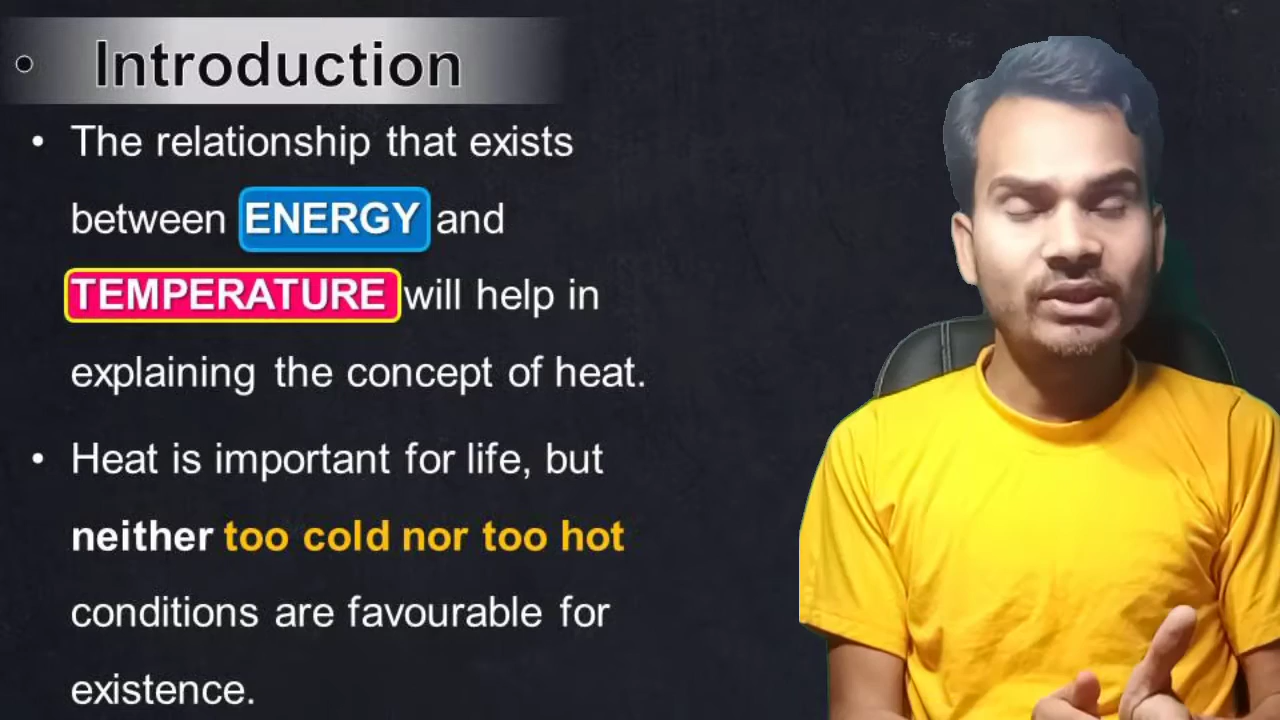 • Introduction
• The relationship that exists
between ENERGY and
TEMPERATURE will help in
explaining the concept of heat.
• Heat is important for life, but
neither too cold nor too hot
conditions are favourable for
existence.